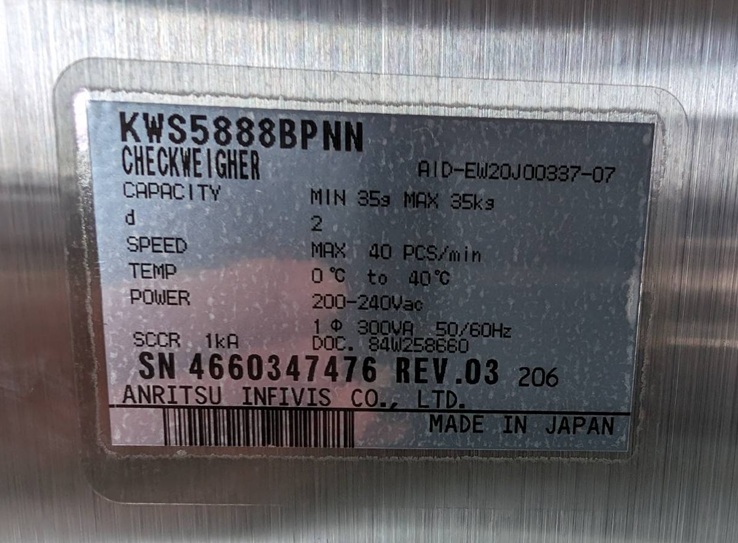 KWS5888BPNN
CHECKWEIGHER AID-EW20J00337-07
CAPACITY MIN 35g MAX 35kg
d 2
SPEED MAX 40 PCS/min
TEMP 0℃ to 40℃
POWER 200-240Vac
1 Φ 300VA 50/60Hz
SCCR 1kA DOC. 84W258660
SN 4660347476 REV.03 206
ANRITSU INFIVIS CO., LTD.
MADE IN JAPAN